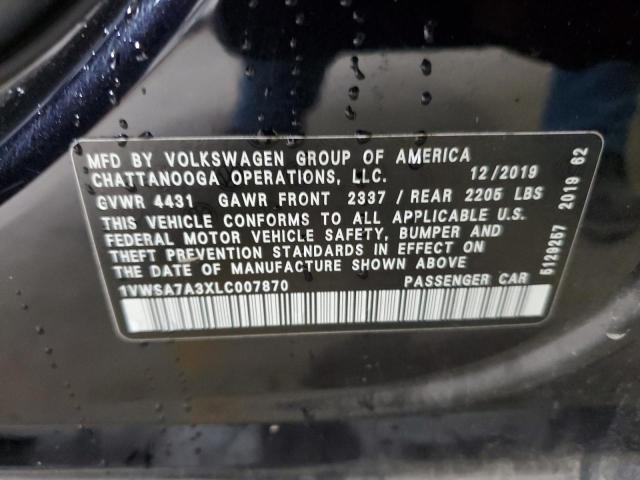 MFD BY VOLKSWAGEN GROUP OF AMERICA
CHATTANOOGA OPERATIONS, LLC. 12/2019
GVWR 4431 GAWR FRONT 2337 / REAR 2205 LBS
THIS VEHICLE CONFORMS TO ALL APPLICABLE U.S.
FEDERAL MOTOR VEHICLE SAFETY, BUMPER AND
THEFT PREVENTION STANDARDS IN EFFECT ON
THE DATE OF MANUFACTURE SHOWN ABOVE
1VWSA7A3XLC007870 PASSENGER CAR
5129257 2019 62